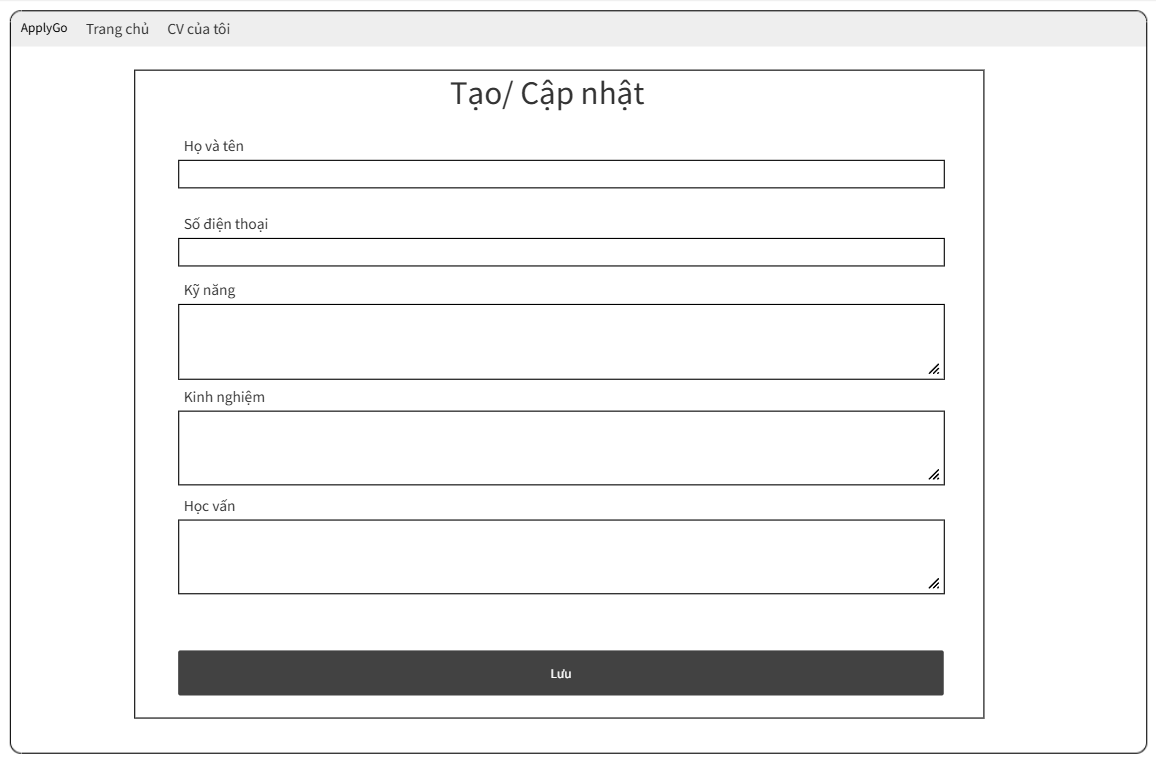 ApplyGo Trang chủ CV của tôi
Tạo/ Cập nhật
Họ và tên
Số điện thoại
Kỹ năng
Kinh nghiệm
Học vấn
Lưu